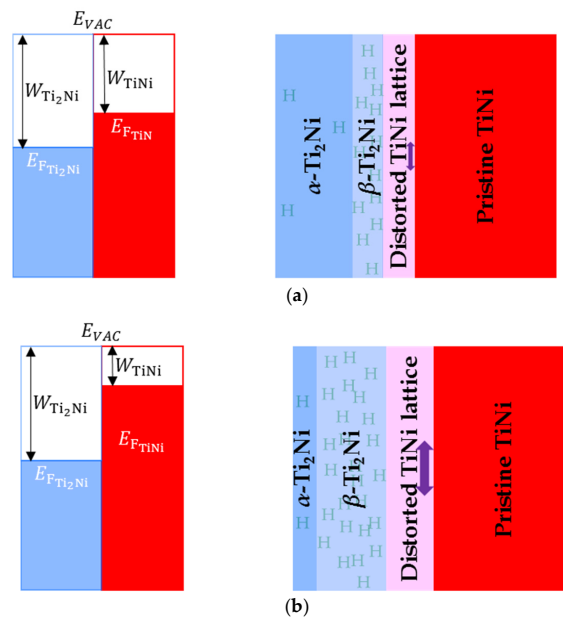 E_VAC
W_Ti₂Ni
W_TiNi
E_F_TiN
E_F_Ti₂Ni
H
H
H
α-Ti₂Ni
β-Ti₂Ni
Distorted TiNi lattice
Pristine TiNi
(a)
E_VAC
W_Ti₂Ni
W_TiNi
E_F_TiNi
E_F_Ti₂Ni
H
H
α-Ti₂Ni
β-Ti₂Ni
Distorted TiNi lattice
Pristine TiNi
(b)